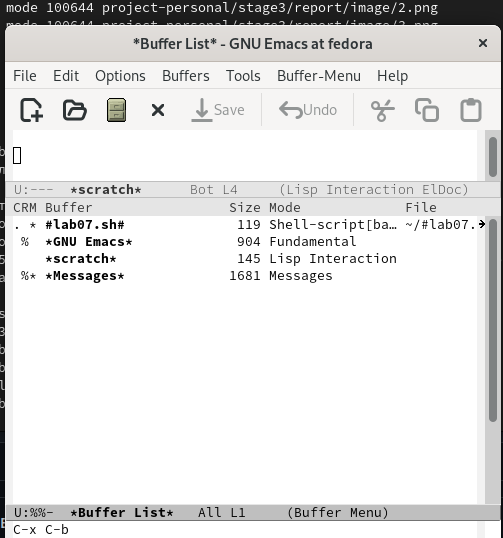 mode 100644 project-personal/stage3/report/image/2.png
*Buffer List* - GNU Emacs at fedora
File Edit Options Buffers Tools Buffer-Menu Help
Save Undo
U:--- *scratch* Bot L4 (Lisp Interaction ElDoc)
CRM Buffer Size Mode File
. * #lab07.sh# 119 Shell-script[ba… ~/#lab07.
% *GNU Emacs* 904 Fundamental
*scratch* 145 Lisp Interaction
%* *Messages* 1681 Messages
U:%%- *Buffer List* All L1 (Buffer Menu)
C-x C-b